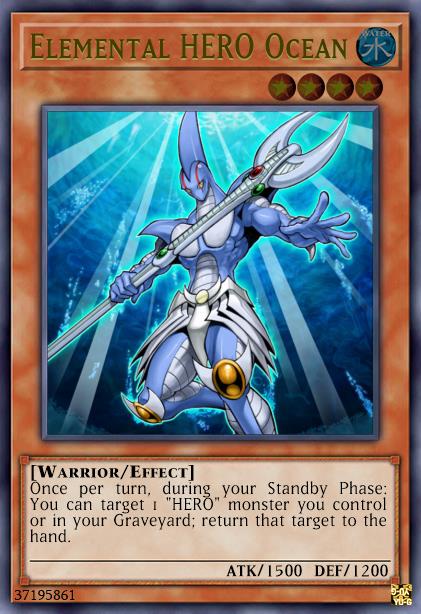 Elemental HERO Ocean
WATER
水
[Warrior/Effect]
Once per turn, during your Standby Phase:
You can target 1 "HERO" monster you control
or in your Graveyard; return that target to the
hand.
ATK/1500 DEF/1200
37195861